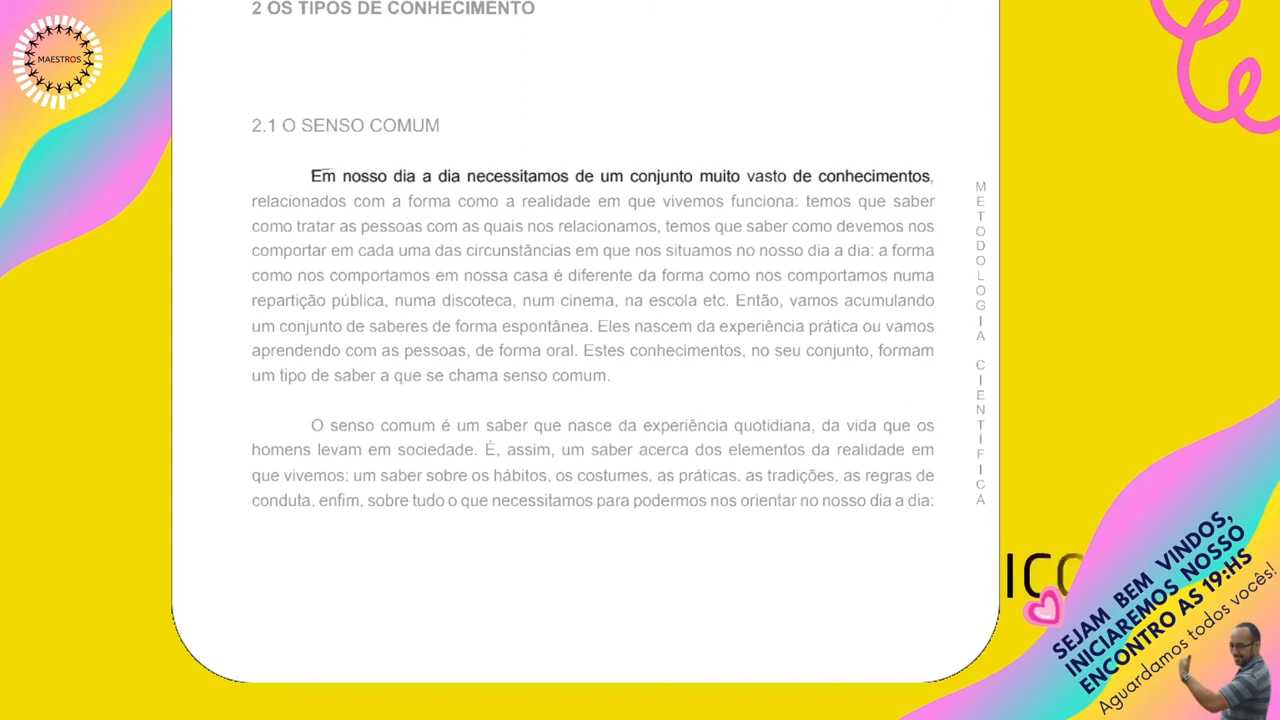 MAESTROS
2 OS TIPOS DE CONHECIMENTO
2.1 O SENSO COMUM
Em nosso dia a dia necessitamos de um conjunto muito vasto de conhecimentos,
relacionados com a forma como a realidade em que vivemos funciona: temos que saber
como tratar as pessoas com as quais nos relacionamos, temos que saber como devemos nos
comportar em cada uma das circunstâncias em que nos situamos no nosso dia a dia: a forma
como nos comportamos em nossa casa é diferente da forma como nos comportamos numa
repartição pública, numa discoteca, num cinema, na escola etc. Então, vamos acumulando
um conjunto de saberes de forma espontânea. Eles nascem da experiência prática ou vamos
aprendendo com as pessoas, de forma oral. Estes conhecimentos, no seu conjunto, formam
um tipo de saber a que se chama senso comum.
O senso comum é um saber que nasce da experiência quotidiana, da vida que os
homens levam em sociedade. É, assim, um saber acerca dos elementos da realidade em
que vivemos; um saber sobre os hábitos, os costumes, as práticas, as tradições, as regras de
conduta, enfim, sobre tudo o que necessitamos para podermos nos orientar no nosso dia a dia:
METODOLOGIA CIENTÍFICA
SEJAM BEM VINDOS,
INICIAREMOS NOSSO
ENCONTRO AS 19:HS
Aguardamos todos vocês!